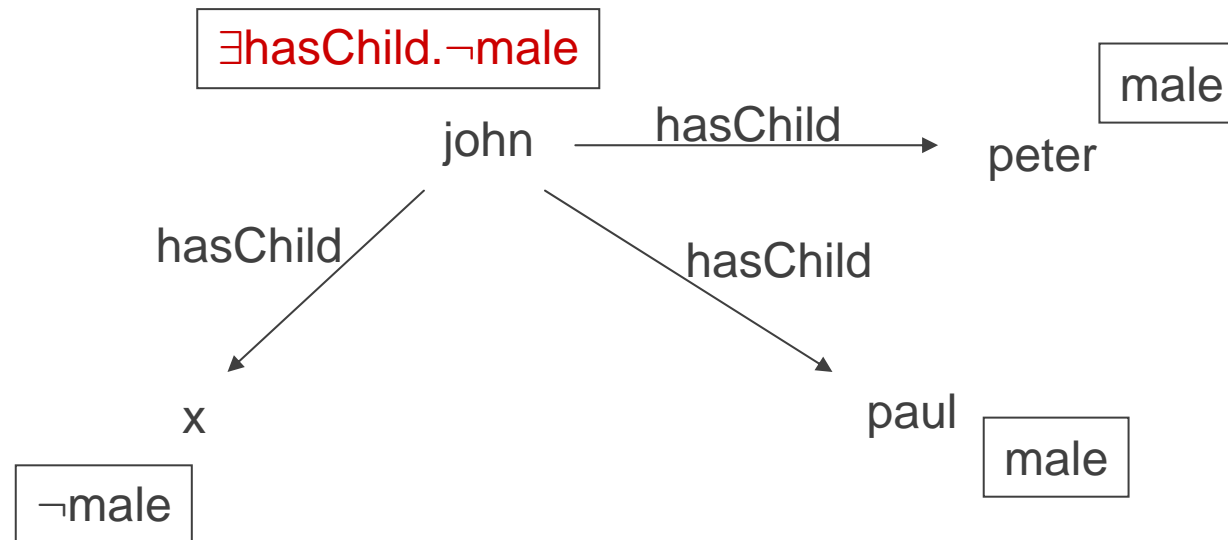 ∃hasChild.¬male
male
john
hasChild
peter
hasChild
hasChild
x
paul
male
¬male